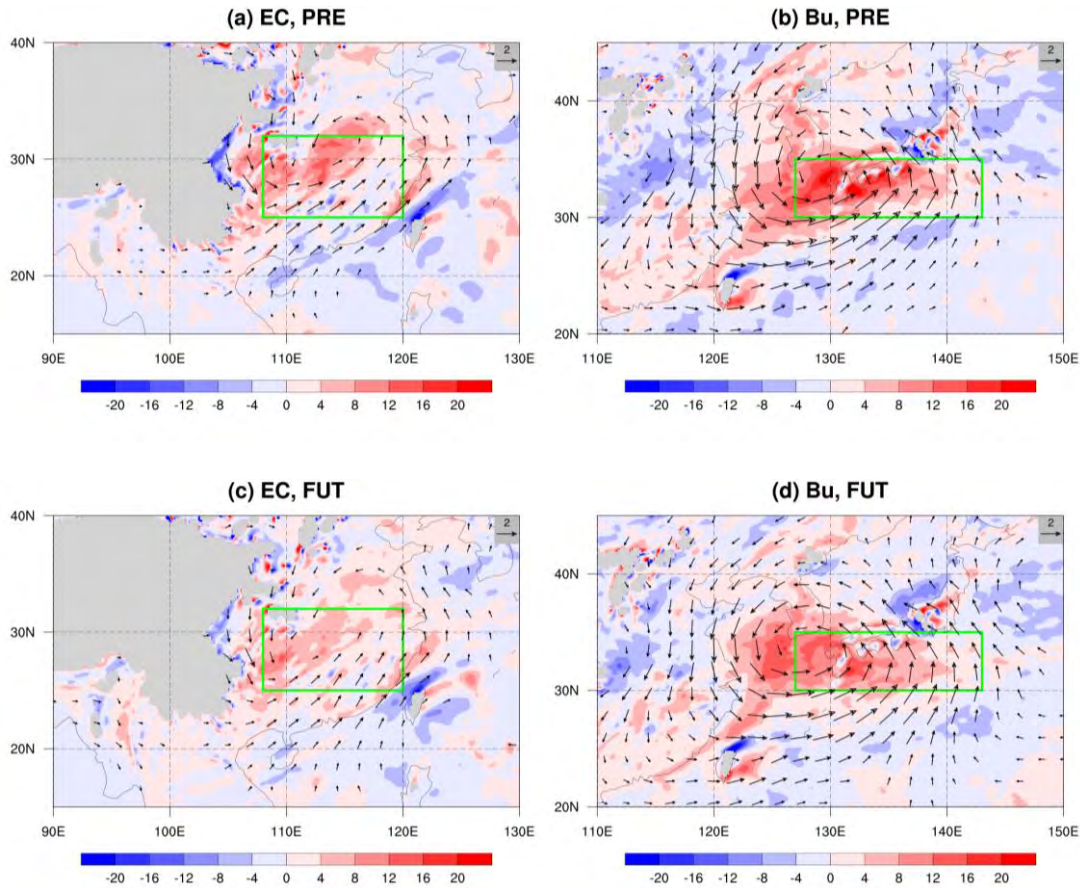 (a) EC, PRE
(b) Bu, PRE
40N
30N
20N
90E 100E 110E 120E 130E
2
40N
30N
20N
110E 120E 130E 140E 150E
2
-20 -16 -12 -8 -4 0 4 8 12 16 20
-20 -16 -12 -8 -4 0 4 8 12 16 20
(c) EC, FUT
(d) Bu, FUT
40N
30N
20N
90E 100E 110E 120E 130E
2
40N
30N
20N
110E 120E 130E 140E 150E
2
-20 -16 -12 -8 -4 0 4 8 12 16 20
-20 -16 -12 -8 -4 0 4 8 12 16 20